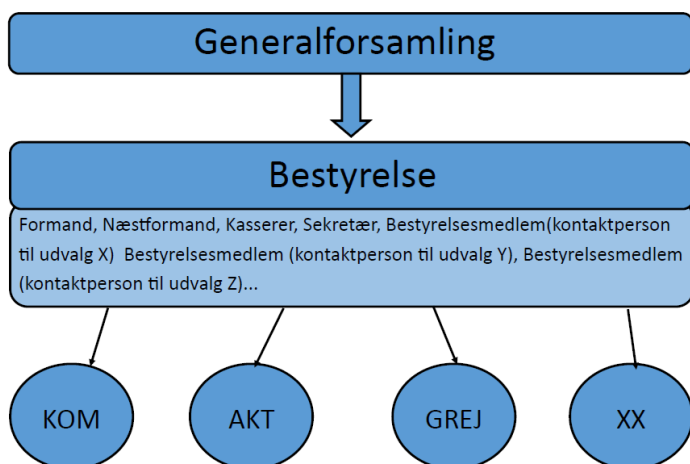 Generalforsamling
Bestyrelse
Formand, Næstformand, Kasserer, Sekretær, Bestyrelsesmedlem(kontaktperson
til udvalg X)  Bestyrelsesmedlem (kontaktperson til udvalg Y), Bestyrelsesmedlem
(kontaktperson til udvalg Z)...
KOM
AKT
GREJ
XX